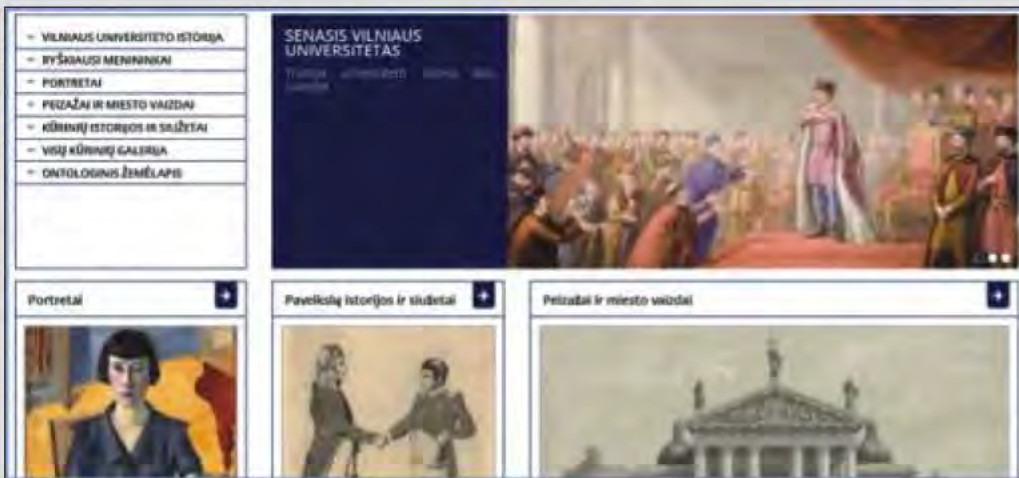 VILNIAUS UNIVERSITETO ISTORIJA
RYŠKIAUSI MENININKAI
PORTRETAI
PEIZAŽAI IR MIESTO VAIZDAI
KŪRINIŲ ISTORIJOS IR SIUŽETAI
VISŲ KŪRINIŲ GALERIJA
ONTOLOGINIS ŽEMĖLAPIS
SENASIS VILNIAUS
UNIVERSITETAS
Portretai
Paveikslų istorijos ir siužetai
Peizažai ir miesto vaizdai